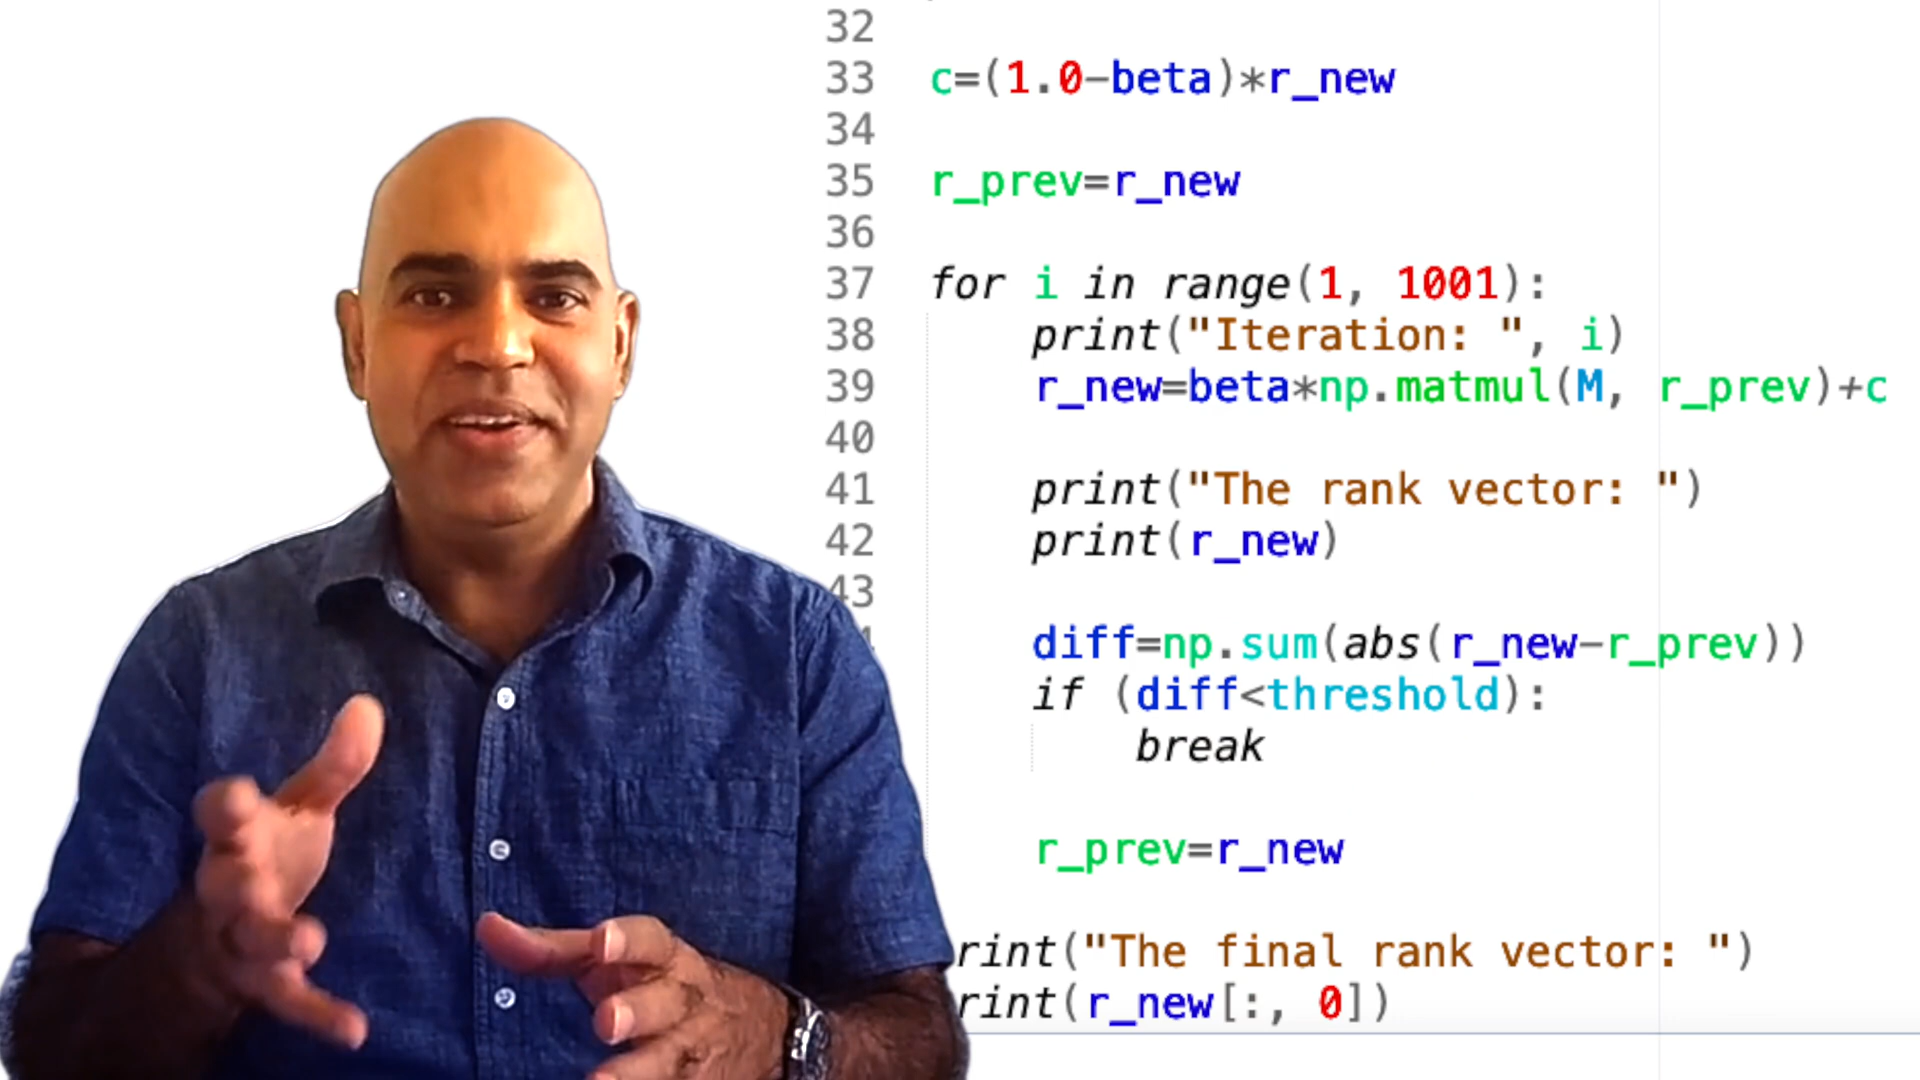 32
33 c=(1.0-beta)*r_new
34
35 r_prev=r_new
36
37 for i in range(1, 1001):
38 print("Iteration: ", i)
39 r_new=beta*np.matmul(M, r_prev)+c
40
41 print("The rank vector: ")
42 print(r_new)
43
diff=np.sum(abs(r_new-r_prev))
if (diff<threshold):
break
r_prev=r_new
rint("The final rank vector: ")
rint(r_new[:, 0])